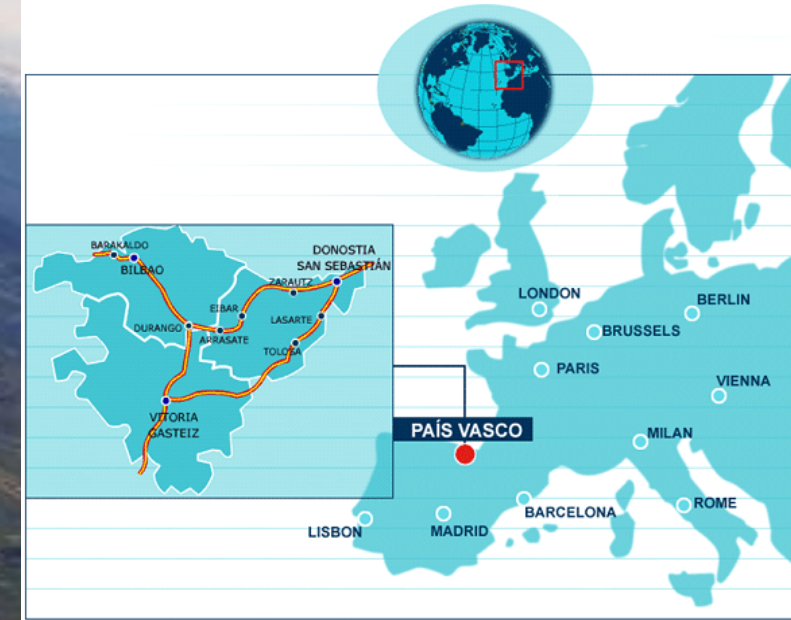 BARAKALDO
BILBAO
DONOSTIA
SAN SEBASTIÁN
ZARAUTZ
EIBAR
LASARTE
DURANGO
ARRASATE
TOLOSA
VITORIA
GASTEIZ
LONDON
BERLIN
BRUSSELS
PARIS
VIENNA
PAÍS VASCO
MILAN
ROME
BARCELONA
LISBON
MADRID